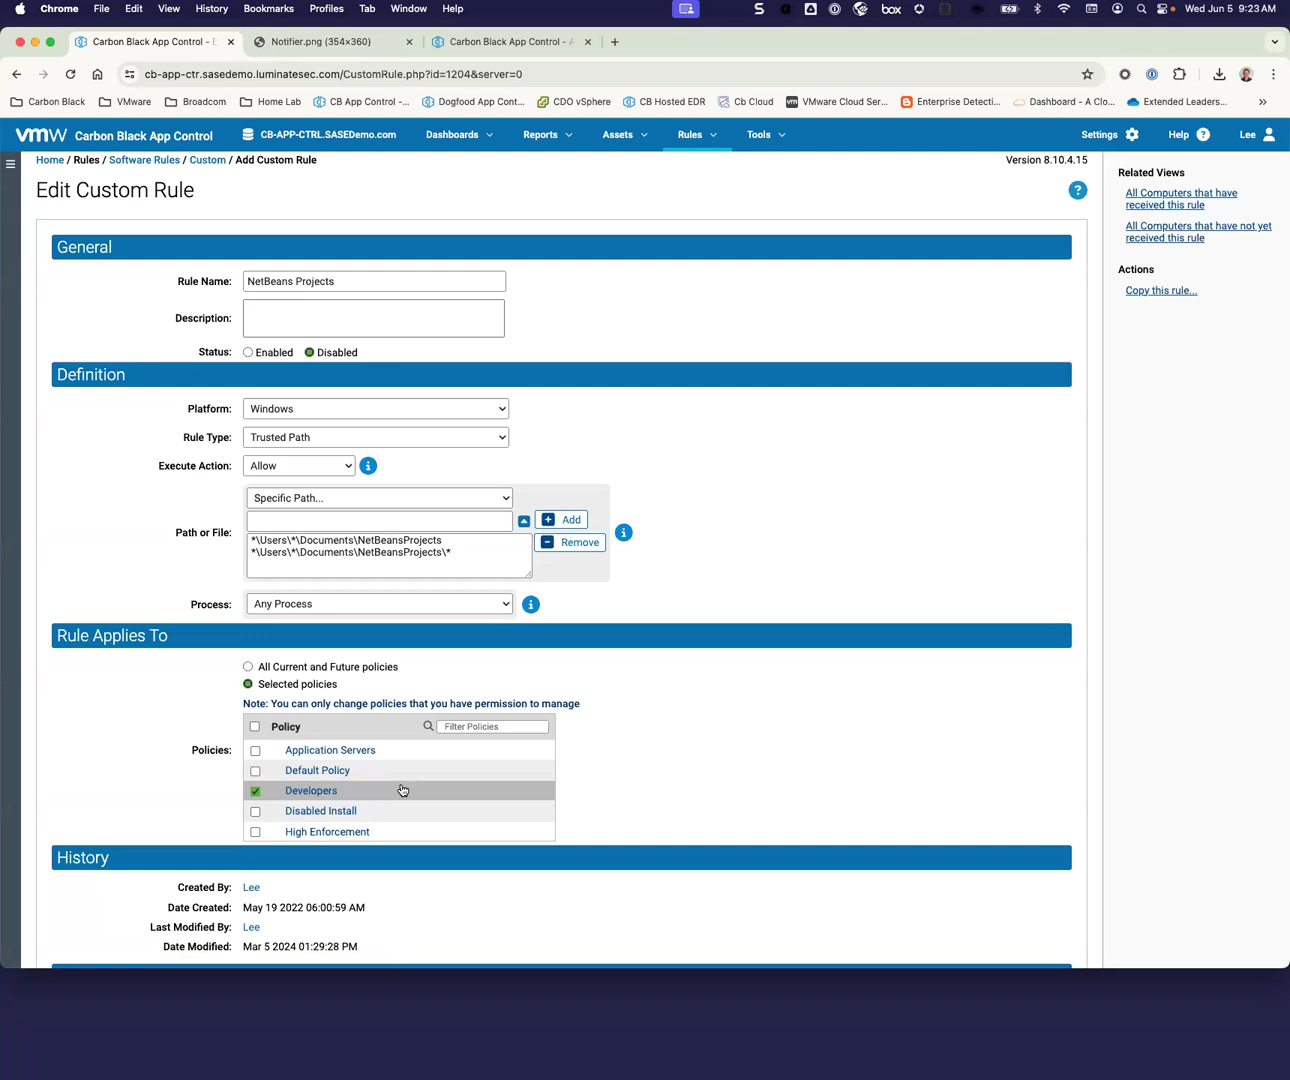 Chrome File Edit View History Bookmarks Profiles Tab Window Help box Wed Jun 5 9:23 AM
Carbon Black App Control - E Notifier.png (354×360) Carbon Black App Control - A
cb-app-ctr.sasedemo.luminatesec.com/CustomRule.php?id=1204&server=0
Carbon Black VMware Broadcom Home Lab CB App Control -... Dogfood App Cont... CDO vSphere CB Hosted EDR Cb Cloud VMware Cloud Ser... Enterprise Detecti... Dashboard - A Clo... Extended Leaders...
vmw Carbon Black App Control CB-APP-CTRL.SASEDemo.com Dashboards Reports Assets Rules Tools Settings Help Lee
Home / Rules / Software Rules / Custom / Add Custom Rule Version 8.10.4.15
Edit Custom Rule
Related Views
All Computers that have
received this rule
All Computers that have not yet
received this rule
Actions
Copy this rule...
General
Rule Name: NetBeans Projects
Description:
Status: Enabled Disabled
Definition
Platform: Windows
Rule Type: Trusted Path
Execute Action: Allow
Specific Path...
Add
Path or File:
*\Users\*\Documents\NetBeansProjects
Remove
*\Users\*\Documents\NetBeansProjects\*
Process: Any Process
Rule Applies To
All Current and Future policies
Selected policies
Note: You can only change policies that you have permission to manage
Policy Filter Policies
Policies: Application Servers
Default Policy
Developers
Disabled Install
High Enforcement
History
Created By: Lee
Date Created: May 19 2022 06:00:59 AM
Last Modified By: Lee
Date Modified: Mar 5 2024 01:29:28 PM